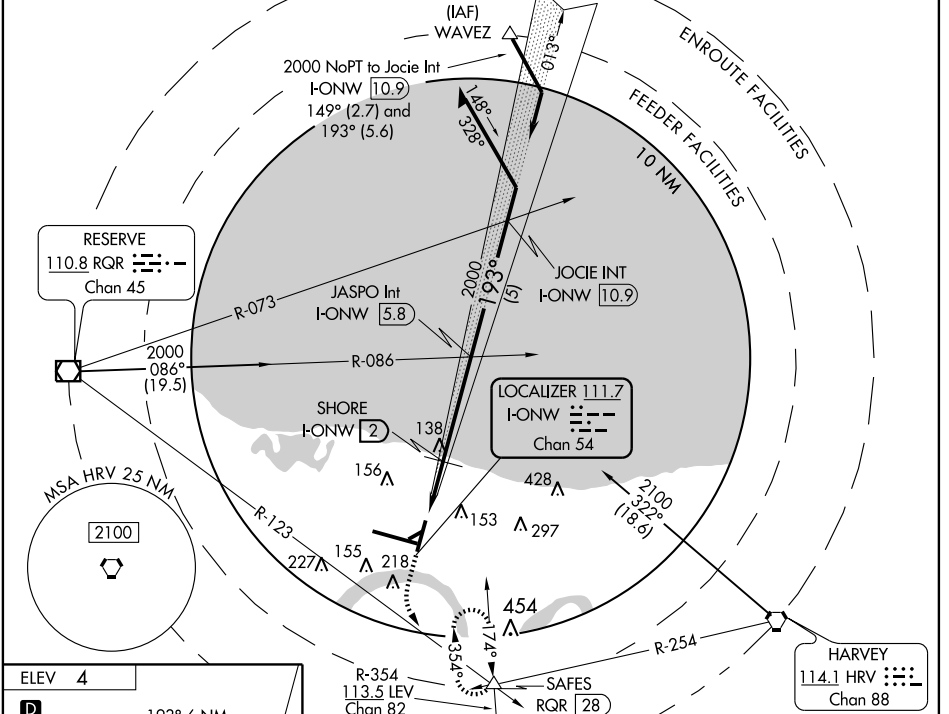 (IAF)
WAVEZ
013°
ENROUTE FACILITIES
2000 NoPT to Jocie Int
I-ONW 10.9
149° (2.7) and
193° (5.6)
148°
328°
FEEDER FACILITIES
10 NM
RESERVE
110.8 RQR
Chan 45
R-073
2000
193°
(5)
JOCIE INT
I-ONW 10.9
JASPO Int
I-ONW 5.8
2000
086°
(19.5)
R-086
LOCALIZER 111.7
I-ONW
Chan 54
SHORE
I-ONW 2
138
156
428
2100
322°
(18.6)
MSA HRV 25 NM
2100
R-123
153
297
227
155
218
454
174°
354°
R-254
HARVEY
114.1 HRV
Chan 88
ELEV 4
D
R-354
113.5 LEV
Chan 82
SAFES
RQR 28